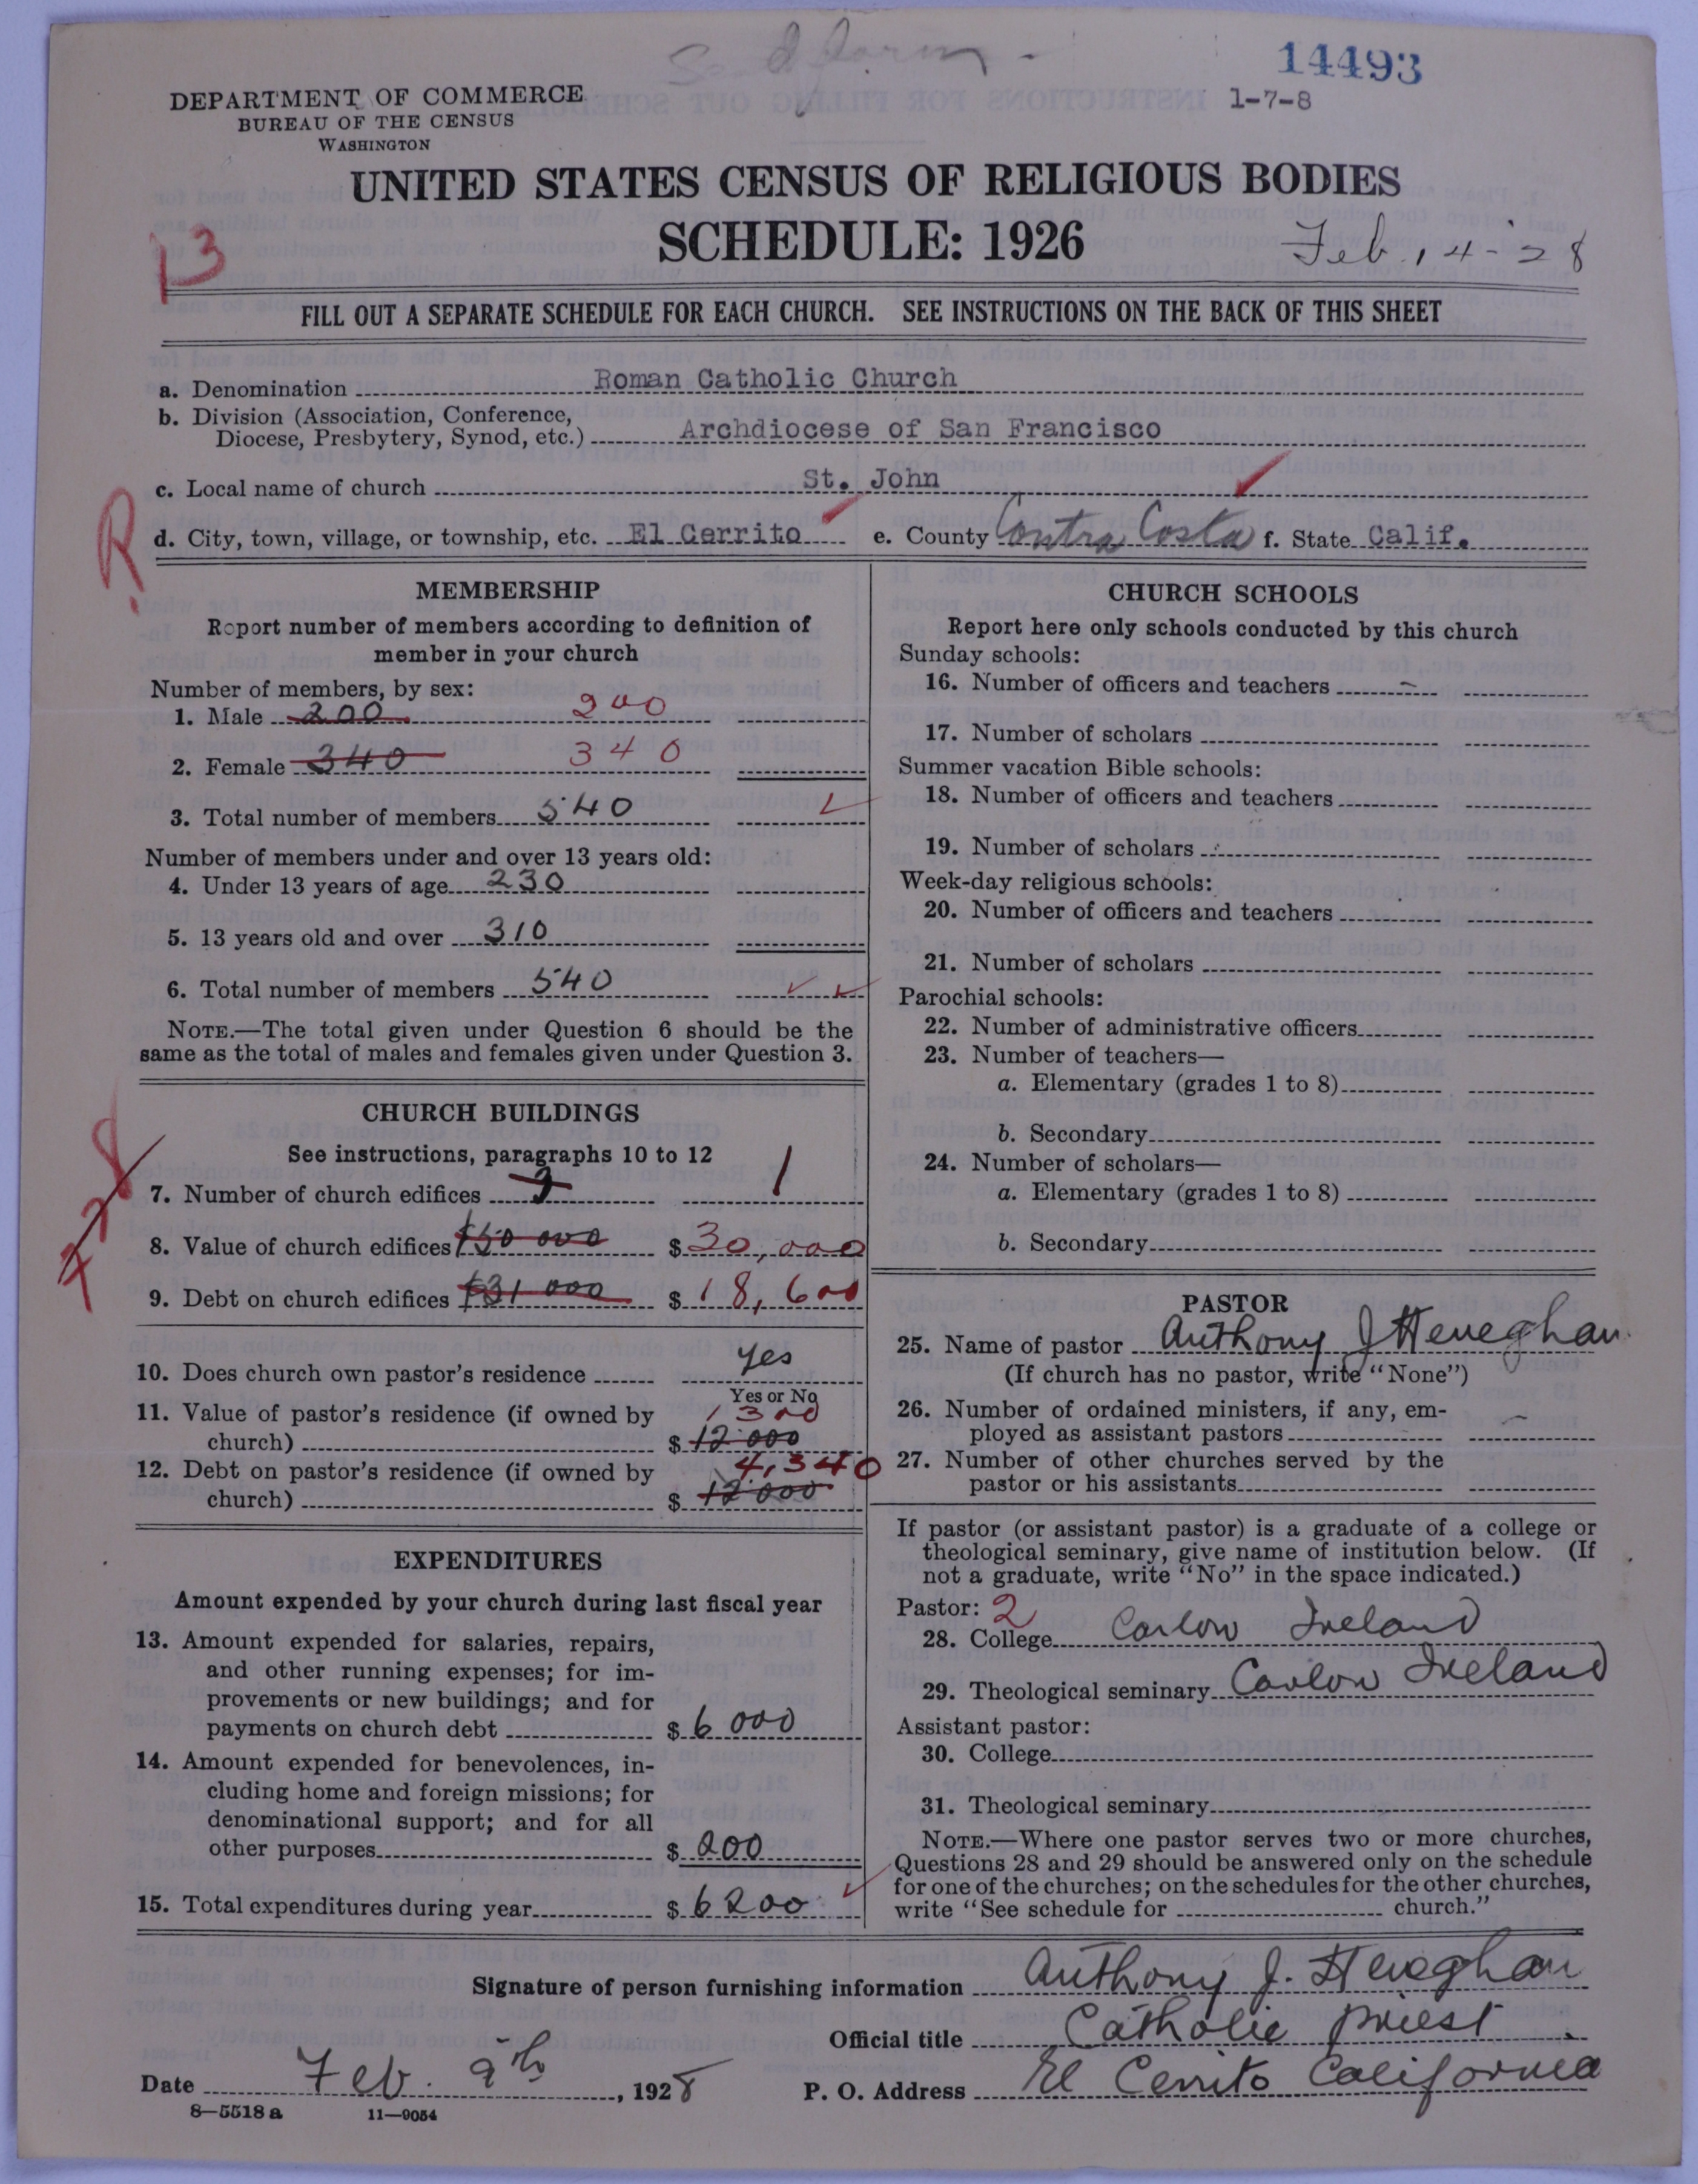 14493
1-7-8
DEPARTMENT OF COMMERCE
BUREAU OF THE CENSUS
WASHINGTON
UNITED STATES CENSUS OF RELIGIOUS BODIES
SCHEDULE: 1926
Feb. 14-28
13
FILL OUT A SEPARATE SCHEDULE FOR EACH CHURCH. SEE INSTRUCTIONS ON THE BACK OF THIS SHEET
a. Denomination Roman Catholic Church
b. Division (Association, Conference,
Diocese, Presbytery, Synod, etc.) Archdiocese of San Francisco
c. Local name of church St. John
R
d. City, town, village, or township, etc. El Cerrito e. County Contra Costa f. State Calif.
MEMBERSHIP
Report number of members according to definition of
member in your church
Number of members, by sex:
1. Male 200 200
2. Female 340 340
3. Total number of members 540
Number of members under and over 13 years old:
4. Under 13 years of age 230
5. 13 years old and over 310
6. Total number of members 540
NOTE.—The total given under Question 6 should be the
same as the total of males and females given under Question 3.
CHURCH BUILDINGS
See instructions, paragraphs 10 to 12
7. Number of church edifices 1
8. Value of church edifices $50 000 $ 30,000
9. Debt on church edifices $31 000 $ 18,600
10. Does church own pastor's residence yes
Yes or No
11. Value of pastor's residence (if owned by
church) $ 12 000
12. Debt on pastor's residence (if owned by 4,340
church) $ 12 000
EXPENDITURES
Amount expended by your church during last fiscal year
13. Amount expended for salaries, repairs,
and other running expenses; for im-
provements or new buildings; and for
payments on church debt $ 6 000
14. Amount expended for benevolences, in-
cluding home and foreign missions; for
denominational support; and for all
other purposes $ 200
15. Total expenditures during year $ 6200
CHURCH SCHOOLS
Report here only schools conducted by this church
Sunday schools:
16. Number of officers and teachers -
17. Number of scholars
Summer vacation Bible schools:
18. Number of officers and teachers
19. Number of scholars
Week-day religious schools:
20. Number of officers and teachers
21. Number of scholars
Parochial schools:
22. Number of administrative officers
23. Number of teachers—
a. Elementary (grades 1 to 8)
b. Secondary
24. Number of scholars—
a. Elementary (grades 1 to 8)
b. Secondary
PASTOR
25. Name of pastor Anthony J Heneghan
(If church has no pastor, write "None")
26. Number of ordained ministers, if any, em-
ployed as assistant pastors -
27. Number of other churches served by the
pastor or his assistants
If pastor (or assistant pastor) is a graduate of a college or
theological seminary, give name of institution below. (If
not a graduate, write "No" in the space indicated.)
Pastor: 2
28. College Carlow Ireland
29. Theological seminary Carlow Ireland
Assistant pastor:
30. College
31. Theological seminary
NOTE.—Where one pastor serves two or more churches,
Questions 28 and 29 should be answered only on the schedule
for one of the churches; on the schedules for the other churches,
write "See schedule for church."
Signature of person furnishing information Anthony J. Heneghan
Official title Catholic Priest
Date Feb. 9th, 1928 P. O. Address El Cerrito California
8—5518 a 11—9054